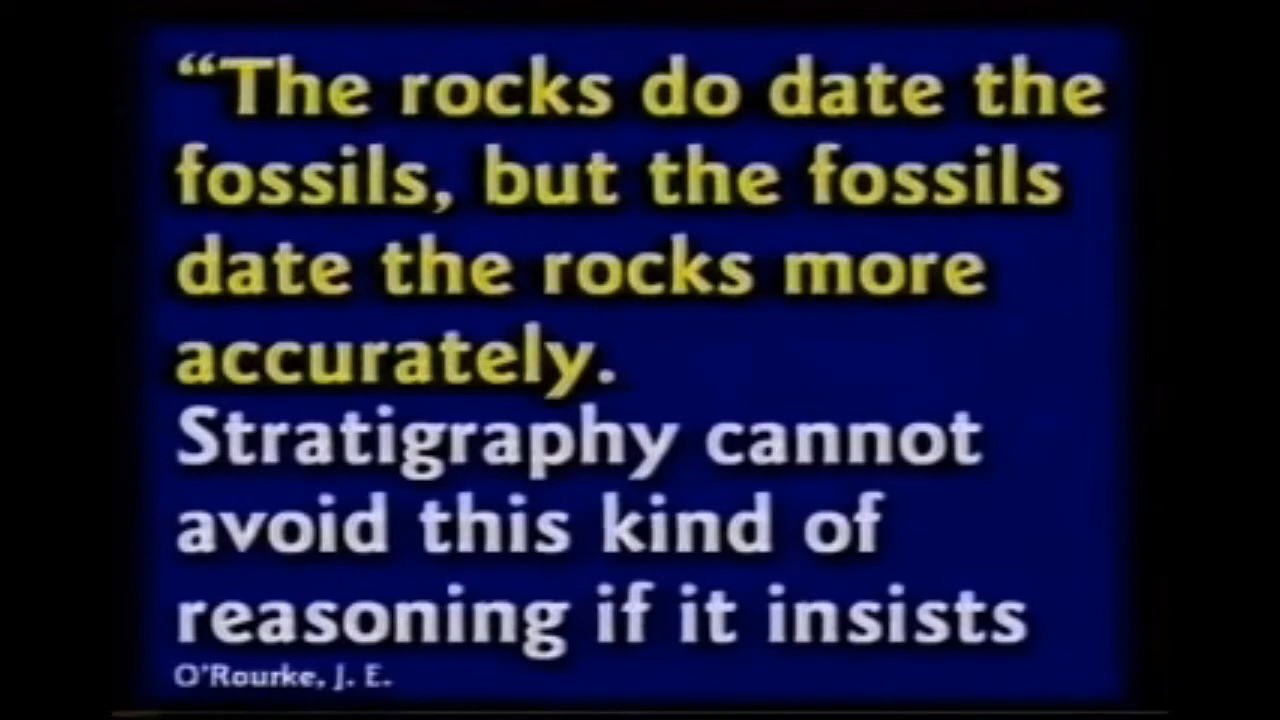 “The rocks do date the
fossils, but the fossils
date the rocks more
accurately.
Stratigraphy cannot
avoid this kind of
reasoning if it insists
O’Rourke, J. E.